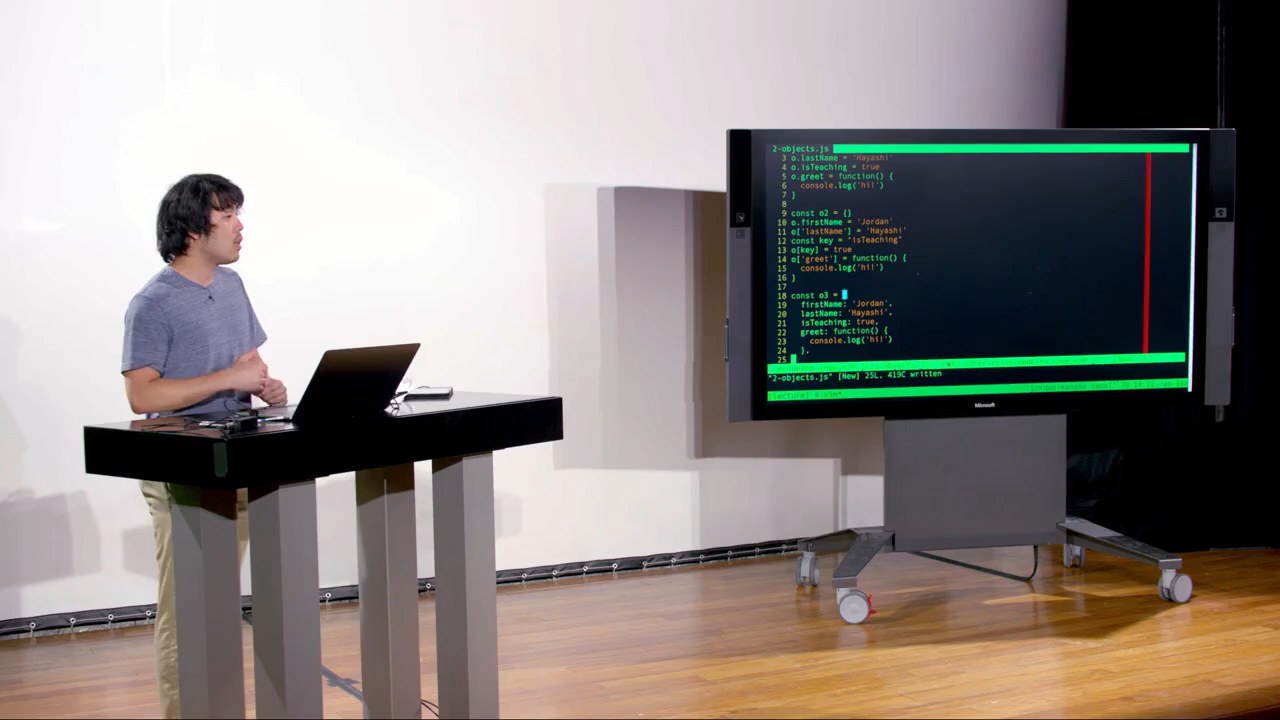 2-objects.js
3 o.lastName = 'Hayashi'
4 o.isTeaching = true
5 o.greet = function() {
6 console.log('hi!')
7 }
8
9 const o2 = {}
10 o.firstName = 'Jordan'
11 o['lastName'] = 'Hayashi'
12 const key = "isTeaching"
13 o[key] = true
14 o['greet'] = function() {
15 console.log('hi!')
16 }
17
18 const o3 =
19 firstName: 'Jordan',
20 lastName: 'Hayashi',
21 isTeaching: true,
22 greet: function() {
23 console.log('hi!')
24 },
25
"2-objects.js" [New] 25L, 419C written
[lecture] 0:vim*
Microsoft